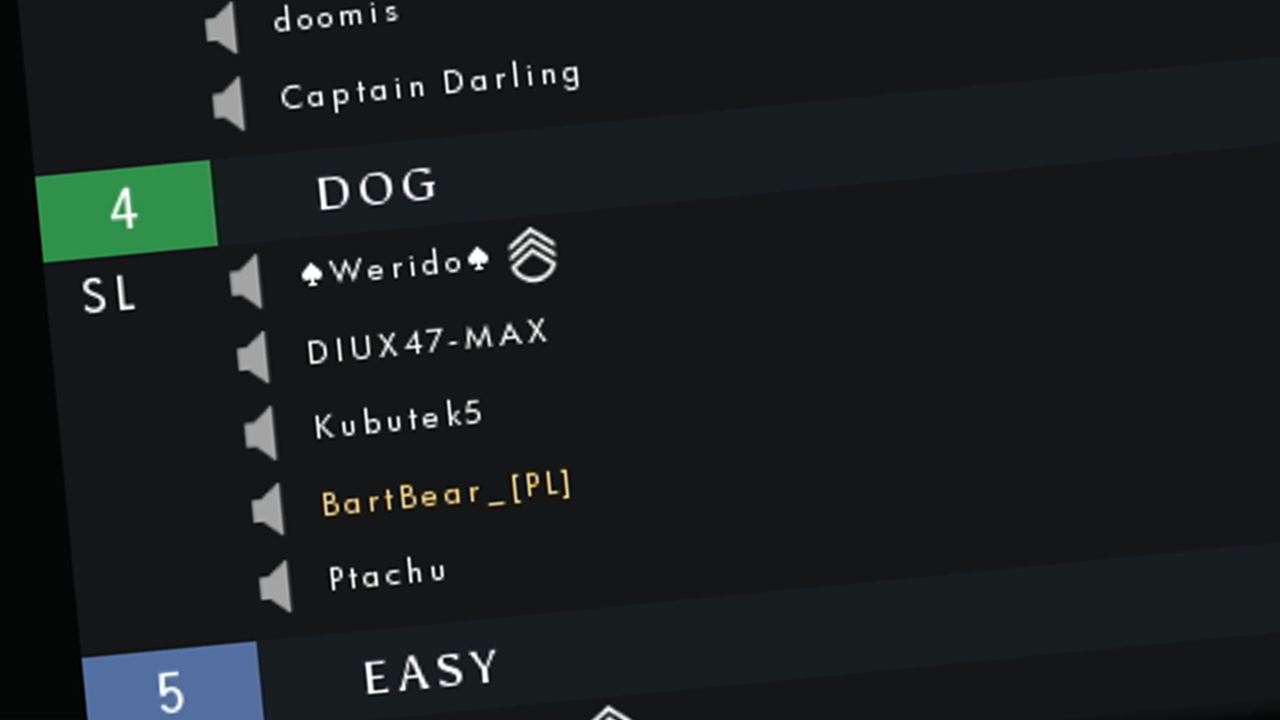 doomis
Captain Darling
4 DOG
SL ♠Werido♠
DIUX47-MAX
Kubutek5
BartBear_[PL]
Ptachu
5 EASY